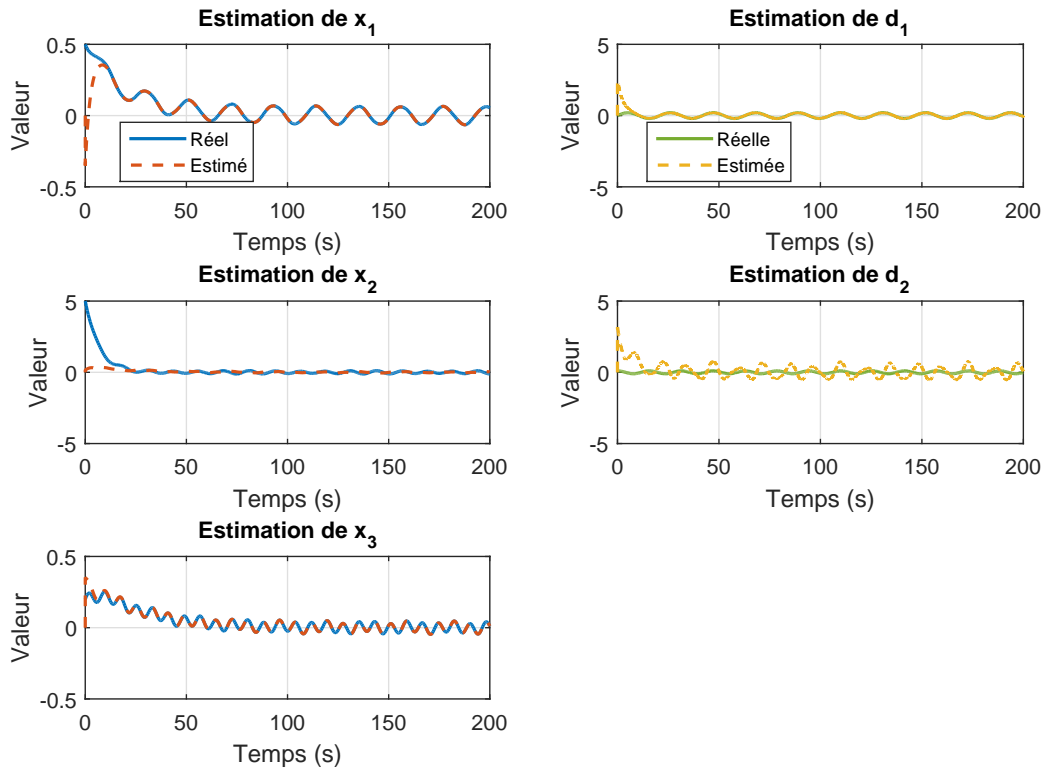 Estimation de x1
Valeur
0.5
0
-0.5
Réel
Estimé
0 50 100 150 200
Temps (s)
Estimation de d1
Valeur
5
0
-5
Réelle
Estimée
0 50 100 150 200
Temps (s)
Estimation de x2
Valeur
5
0
-5
0 50 100 150 200
Temps (s)
Estimation de d2
Valeur
5
0
-5
0 50 100 150 200
Temps (s)
Estimation de x3
Valeur
0.5
0
-0.5
0 50 100 150 200
Temps (s)